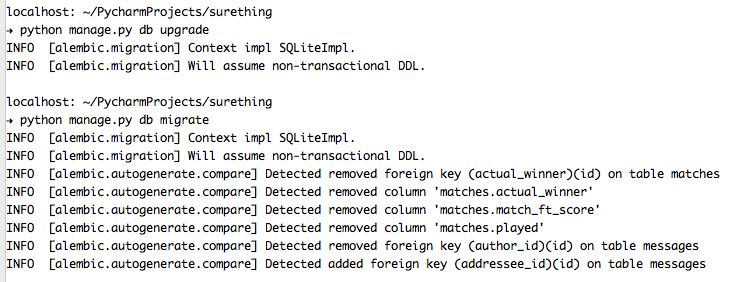 localhost: ~/PycharmProjects/surething
→ python manage.py db upgrade
INFO  [alembic.migration] Context impl SQLiteImpl.
INFO  [alembic.migration] Will assume non-transactional DDL.
localhost: ~/PycharmProjects/surething
→ python manage.py db migrate
INFO  [alembic.migration] Context impl SQLiteImpl.
INFO  [alembic.migration] Will assume non-transactional DDL.
INFO  [alembic.autogenerate.compare] Detected removed foreign key (actual_winner)(id) on table matches
INFO  [alembic.autogenerate.compare] Detected removed column 'matches.actual_winner'
INFO  [alembic.autogenerate.compare] Detected removed column 'matches.match_ft_score'
INFO  [alembic.autogenerate.compare] Detected removed column 'matches.played'
INFO  [alembic.autogenerate.compare] Detected removed foreign key (author_id)(id) on table messages
INFO  [alembic.autogenerate.compare] Detected added foreign key (addressee_id)(id) on table messages